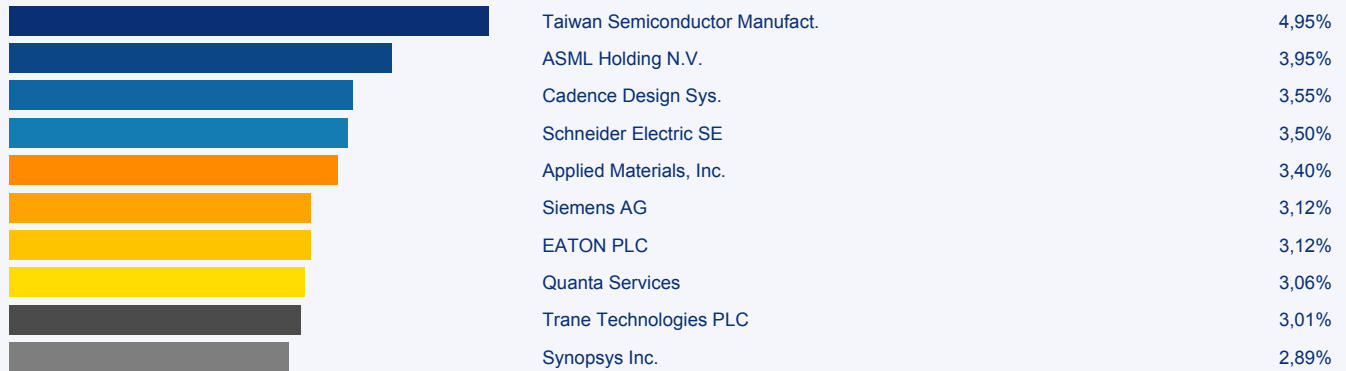 Taiwan Semiconductor Manufact. 4,95%
ASML Holding N.V. 3,95%
Cadence Design Sys. 3,55%
Schneider Electric SE 3,50%
Applied Materials, Inc. 3,40%
Siemens AG 3,12%
EATON PLC 3,12%
Quanta Services 3,06%
Trane Technologies PLC 3,01%
Synopsys Inc. 2,89%